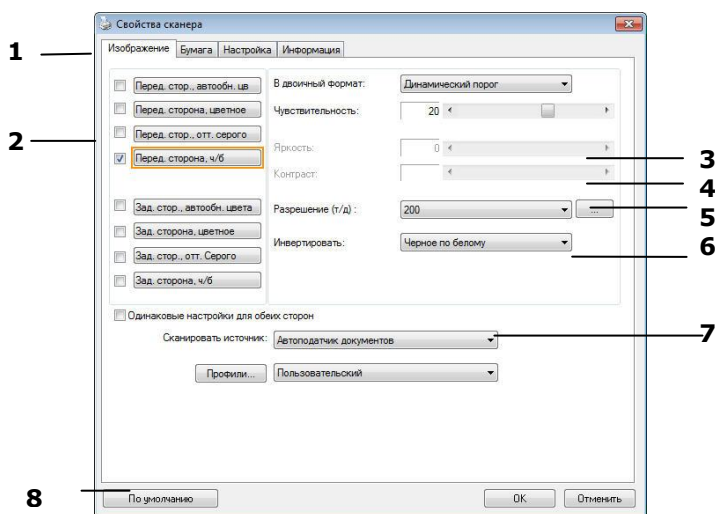 Свойства сканера
1
Изображение Бумага Настройка Информация
2
Перед. стор., автообн. цв
Перед. сторона, цветное
Перед. стор., отт. серого
Перед. сторона, ч/б
Зад. стор., автообн. цвета
Зад. сторона, цветное
Зад. стор., отт. Серого
Зад. сторона, ч/б
В двоичный формат: Динамический порог
Чувствительность: 20
Яркость: 0
3
Контраст:
4
Разрешение (т/д) : 200 ...
5
Инвертировать: Черное по белому
6
Одинаковые настройки для обеих сторон
Сканировать источник: Автоподатчик документов
7
Профили... Пользовательский
8
По умолчанию OK Отменить